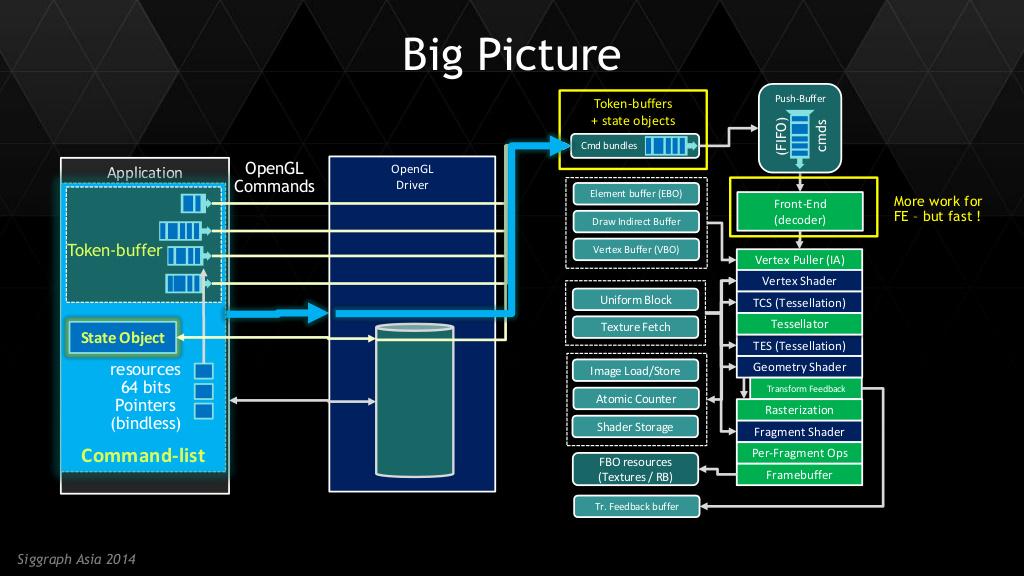 Big Picture
Application
Token-buffer
State Object
resources
64 bits
Pointers
(bindless)
Command-list
OpenGL
Commands
OpenGL
Driver
Token-buffers
+ state objects
Cmd bundles
Push-Buffer
(FIFO)
cmds
Element buffer (EBO)
Draw Indirect Buffer
Vertex Buffer (VBO)
Uniform Block
Texture Fetch
Image Load/Store
Atomic Counter
Shader Storage
FBO resources
(Textures / RB)
Tr. Feedback buffer
Front-End
(decoder)
More work for
FE – but fast !
Vertex Puller (IA)
Vertex Shader
TCS (Tessellation)
Tessellator
TES (Tessellation)
Geometry Shader
Transform Feedback
Rasterization
Fragment Shader
Per-Fragment Ops
Framebuffer
Siggraph Asia 2014